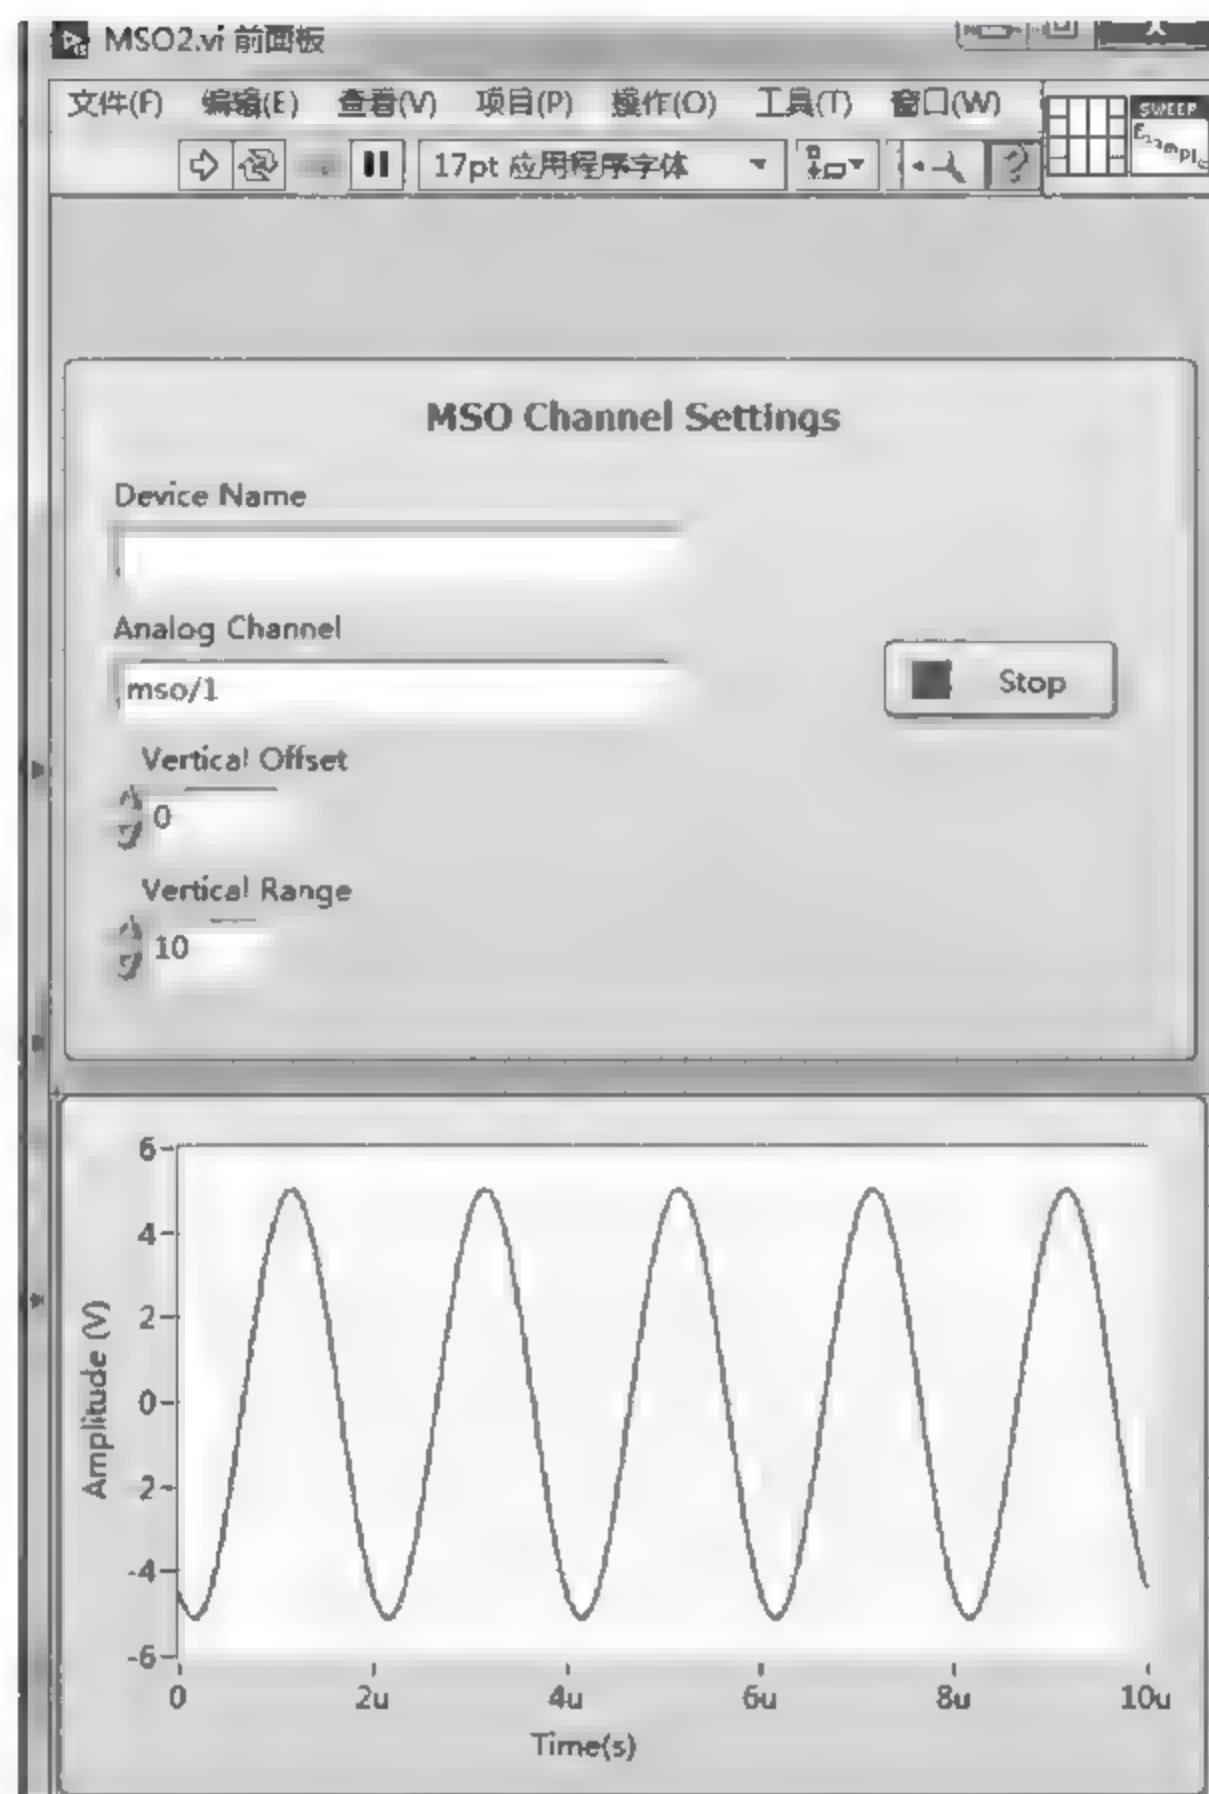 MSO2.vi 前面板
文件(F) 编辑(E) 查看(V) 项目(P) 操作(O) 工具(T) 窗口(W)
SWEEP
Example
17pt 应用程序字体
MSO Channel Settings
Device Name
Analog Channel
mso/1
Stop
Vertical Offset
0
Vertical Range
10
6
4
2
0
-2
-4
-6
Amplitude (V)
0 2u 4u 6u 8u 10u
Time(s)